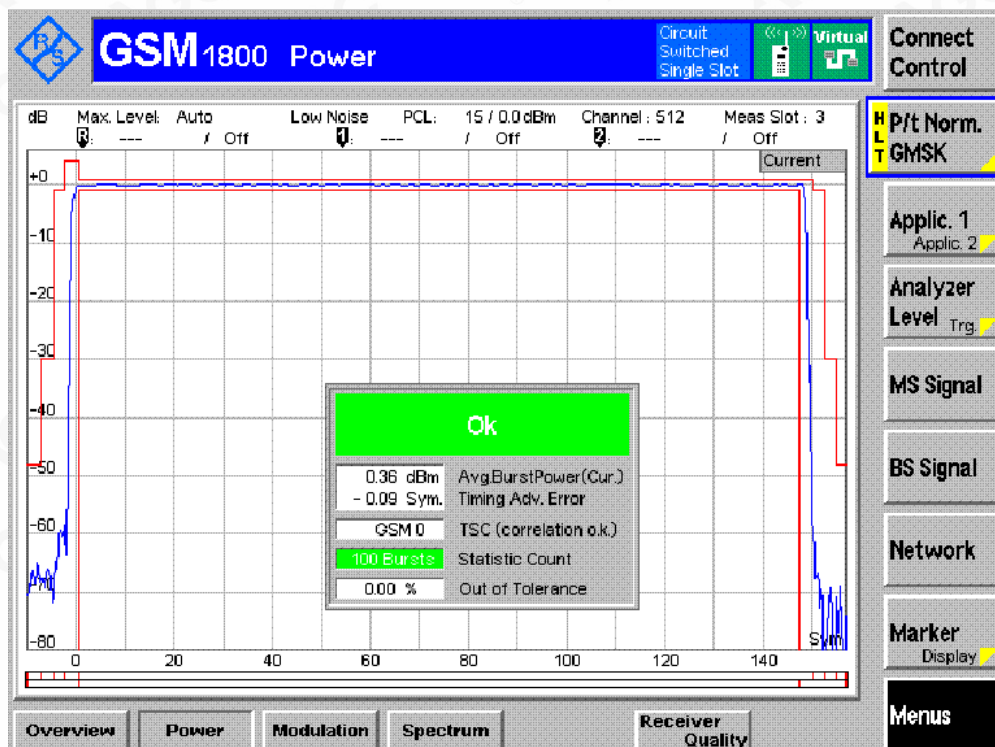 R/S
GSM 1800 Power
Circuit Switched Single Slot
Virtual
Connect Control
dB Max. Level: Auto Low Noise PCL: 15 / 0.0 dBm Channel : 512 Meas Slot : 3
R: --- / Off 1: --- / Off 2: --- / Off
HLT
P/t Norm. GMSK
Current
+0
-10
-20
-30
-40
-50
-60
-80
Applic. 1
Applic. 2
Analyzer Level Trg.
MS Signal
BS Signal
Network
Marker
Display
Menus
Ok
0.36 dBm Avg.BurstPower(Cur.)
- 0.09 Sym. Timing Adv. Error
GSM 0 TSC (correlation o.k.)
100 Bursts Statistic Count
0.00 % Out of Tolerance
Sym
0 20 40 60 80 100 120 140
Overview Power Modulation Spectrum Receiver Quality